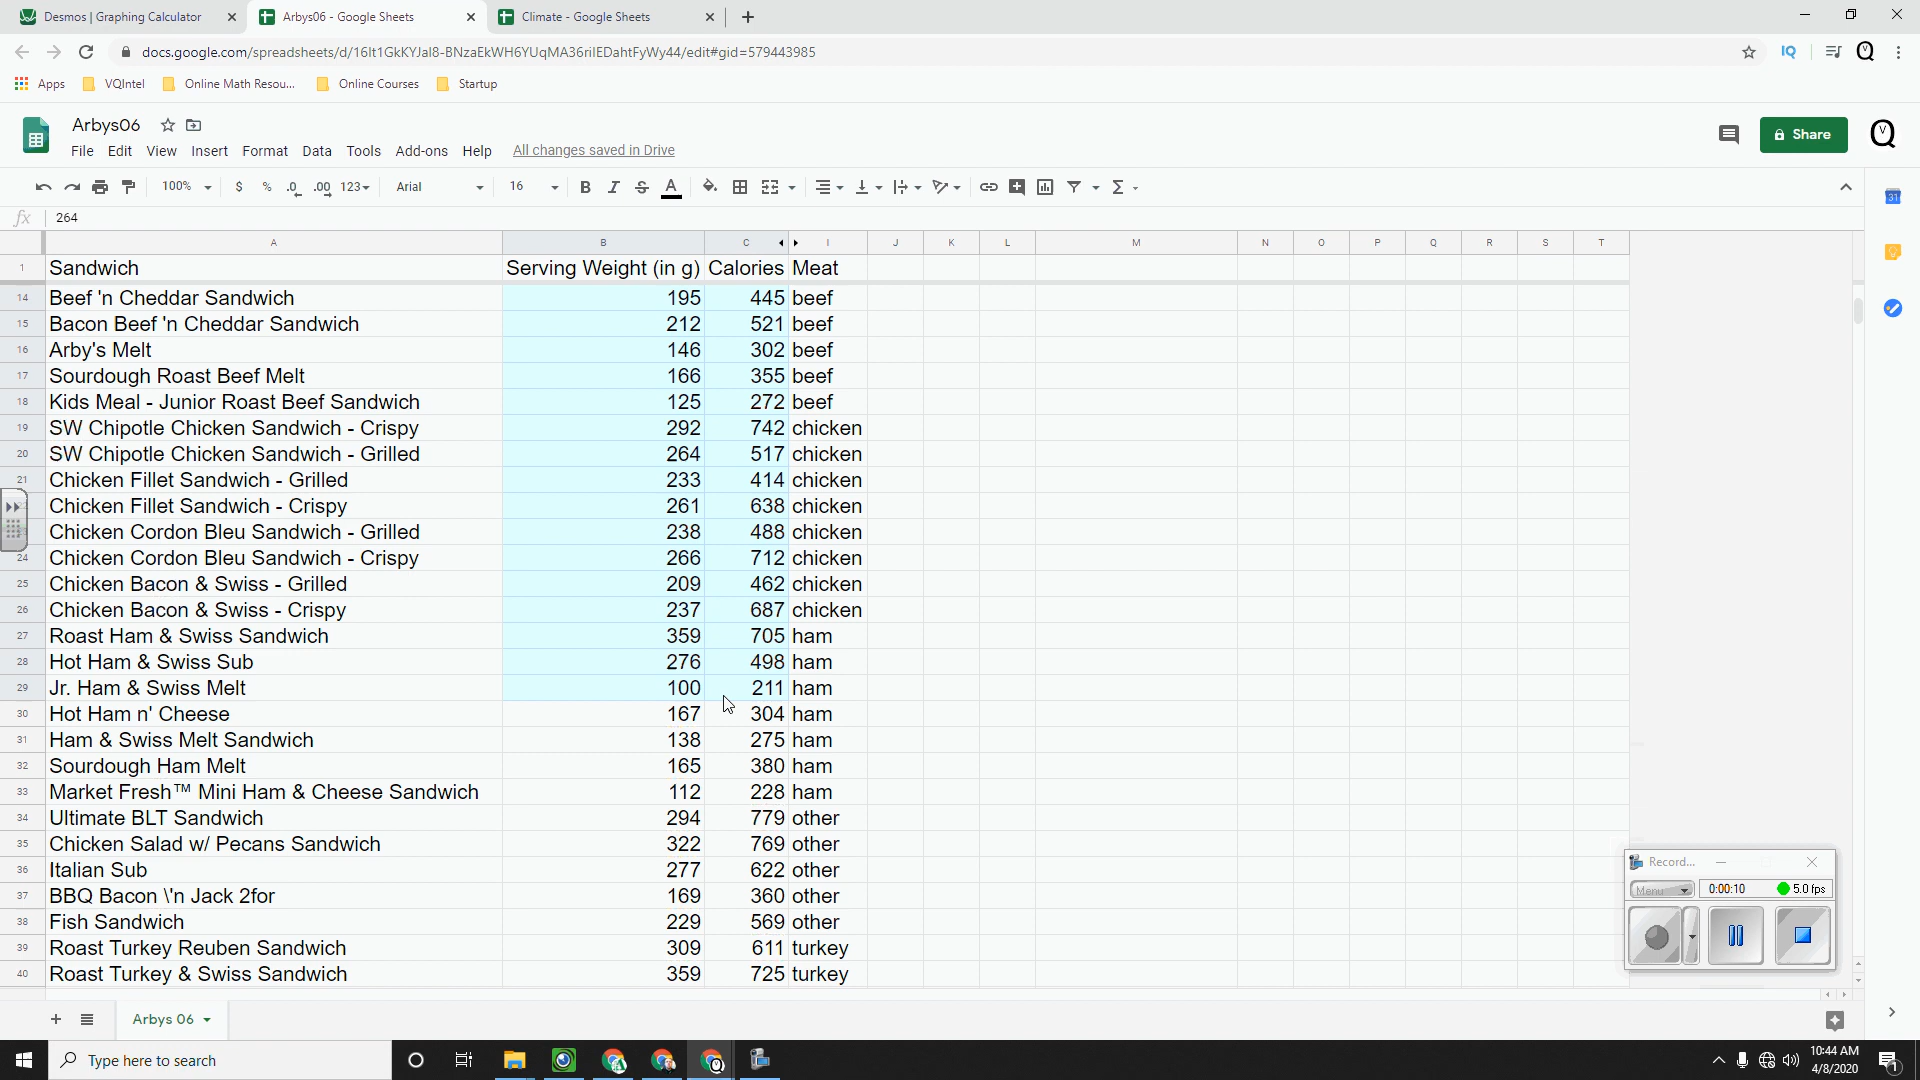 Desmos | Graphing Calculator
Arbys06 - Google Sheets
Climate - Google Sheets
docs.google.com/spreadsheets/d/16It1GkKYJaI8-BNzaEkWH6YUqMA36rilEDahtFyWy44/edit#gid=579443985
IQ
Apps VQIntel Online Math Resou... Online Courses Startup
Arbys06
Share
File Edit View Insert Format Data Tools Add-ons Help All changes saved in Drive
100% $ % .0 .00 123 Arial 16 B I S A
31
fx 264
A B C I J K L M N O P Q R S T
1 Sandwich Serving Weight (in g) Calories Meat
14 Beef 'n Cheddar Sandwich 195 445 beef
15 Bacon Beef 'n Cheddar Sandwich 212 521 beef
16 Arby's Melt 146 302 beef
17 Sourdough Roast Beef Melt 166 355 beef
18 Kids Meal - Junior Roast Beef Sandwich 125 272 beef
19 SW Chipotle Chicken Sandwich - Crispy 292 742 chicken
20 SW Chipotle Chicken Sandwich - Grilled 264 517 chicken
21 Chicken Fillet Sandwich - Grilled 233 414 chicken
Chicken Fillet Sandwich - Crispy 261 638 chicken
Chicken Cordon Bleu Sandwich - Grilled 238 488 chicken
24 Chicken Cordon Bleu Sandwich - Crispy 266 712 chicken
25 Chicken Bacon & Swiss - Grilled 209 462 chicken
26 Chicken Bacon & Swiss - Crispy 237 687 chicken
27 Roast Ham & Swiss Sandwich 359 705 ham
28 Hot Ham & Swiss Sub 276 498 ham
29 Jr. Ham & Swiss Melt 100 211 ham
30 Hot Ham n' Cheese 167 304 ham
31 Ham & Swiss Melt Sandwich 138 275 ham
32 Sourdough Ham Melt 165 380 ham
33 Market Fresh™ Mini Ham & Cheese Sandwich 112 228 ham
34 Ultimate BLT Sandwich 294 779 other
35 Chicken Salad w/ Pecans Sandwich 322 769 other
36 Italian Sub 277 622 other
37 BBQ Bacon \'n Jack 2for 169 360 other
38 Fish Sandwich 229 569 other
39 Roast Turkey Reuben Sandwich 309 611 turkey
40 Roast Turkey & Swiss Sandwich 359 725 turkey
Record...
Menu 0:00:10 5.0 fps
Arbys 06
Type here to search
10:44 AM
4/8/2020
1